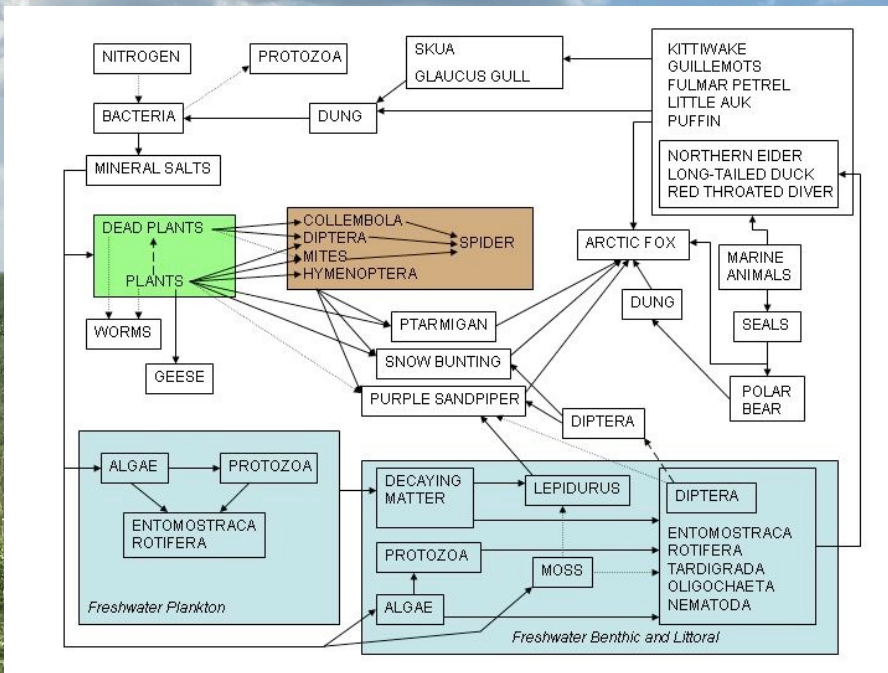 NITROGEN
PROTOZOA
SKUA
GLAUCUS GULL
KITTIWAKE
GUILLEMOTS
FULMAR PETREL
LITTLE AUK
PUFFIN
BACTERIA
DUNG
MINERAL SALTS
NORTHERN EIDER
LONG-TAILED DUCK
RED THROATED DIVER
DEAD PLANTS
PLANTS
COLLEMBOLA
DIPTERA
MITES
HYMENOPTERA
SPIDER
ARCTIC FOX
MARINE
ANIMALS
DUNG
SEALS
POLAR
BEAR
WORMS
GEESE
PTARMIGAN
SNOW BUNTING
PURPLE SANDPIPER
DIPTERA
ALGAE
PROTOZOA
ENTOMOSTRACA
ROTIFERA
Freshwater Plankton
DECAYING
MATTER
LEPIDURUS
DIPTERA
PROTOZOA
MOSS
ALGAE
ENTOMOSTRACA
ROTIFERA
TARDIGRADA
OLIGOCHAETA
NEMATODA
Freshwater Benthic and Littoral